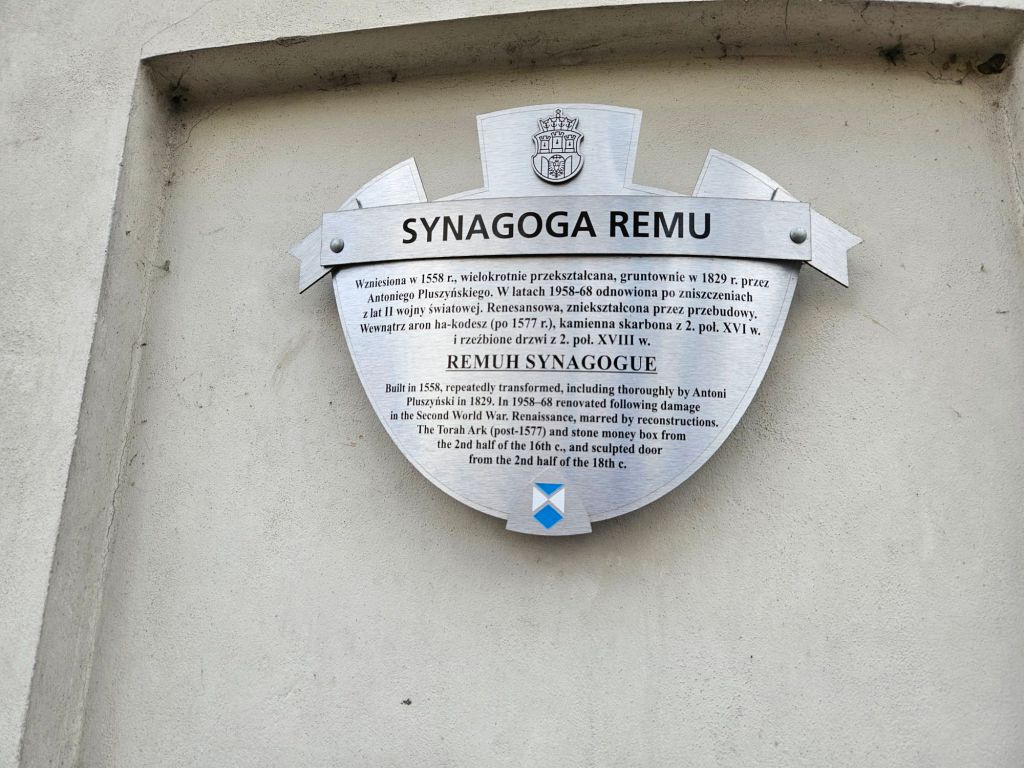 SYNAGOGA REMU
Wzniesiona w 1558 r., wielokrotnie przekształcana, gruntownie w 1829 r. przez
Antoniego Pluszyńskiego. W latach 1958-68 odnowiona po zniszczeniach
z lat II wojny światowej. Renesansowa, zniekształcona przez przebudowy.
Wewnątrz aron ha-kodesz (po 1577 r.), kamienna skarbona z 2. poł. XVI w.
i rzeźbione drzwi z 2. poł. XVIII w.
REMUH SYNAGOGUE
Built in 1558, repeatedly transformed, including thoroughly by Antoni
Pluszyński in 1829. In 1958–68 renovated following damage
in the Second World War. Renaissance, marred by reconstructions.
The Torah Ark (post-1577) and stone money box from
the 2nd half of the 16th c., and sculpted door
from the 2nd half of the 18th c.